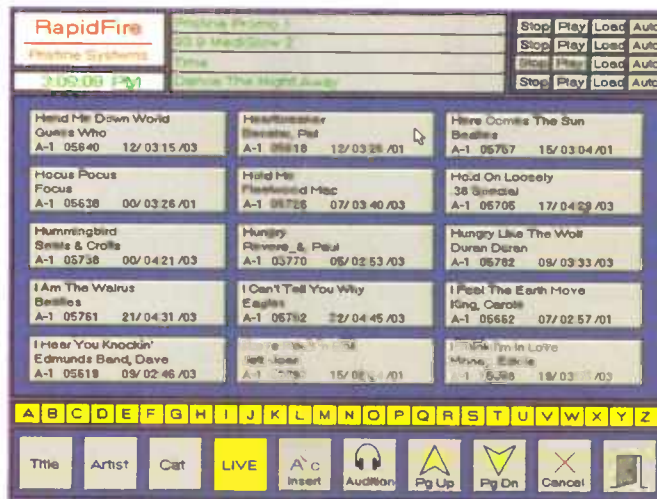 RapidFire
Pristine Systems
3:09:09 PM
Pristine Promo 1
Time
Dance The Night Away
Stop Play Load Auto
Stop Play Load Auto
Stop Play Load Auto
Stop Play Load Auto
Hand Me Down World
Guess Who
A-1 05640 12/03:15/03
Heartbreaker
Benatar, Pat
A-1 12/03:26/01
Here Comes The Sun
Beatles
A-1 05757 15/03:04/01
Hocus Pocus
Focus
A-1 05638 00/03:26/01
Hold Me
Fleetwood Mac
A-1 05726 07/03:40/03
Hold On Loosely
.38 Special
A-1 05705 17/04:29/03
Hummingbird
Seals & Crofts
A-1 05738 00/04:21/03
Hungry
Revere & Paul
A-1 05770 05/02:53/03
Hungry Like The Wolf
Duran Duran
A-1 05782 09/03:33/03
I Am The Walrus
Beatles
A-1 05761 21/04:31/03
I Can't Tell You Why
Eagles
A-1 22/04:45/03
I Feel The Earth Move
King, Carole
A-1 05662 07/02:57/01
I Hear You Knockin'
Edmunds Band, Dave
A-1 05619 09/02:46/03
A-1
I Think I'm In Love
Money, Eddie
A-1 18/03 /03
A B C D E F G H I J K L M N O P Q R S T U V W X Y Z
Title Artist Cat LIVE Insert Audition Pg Up Pg Dn Cancel